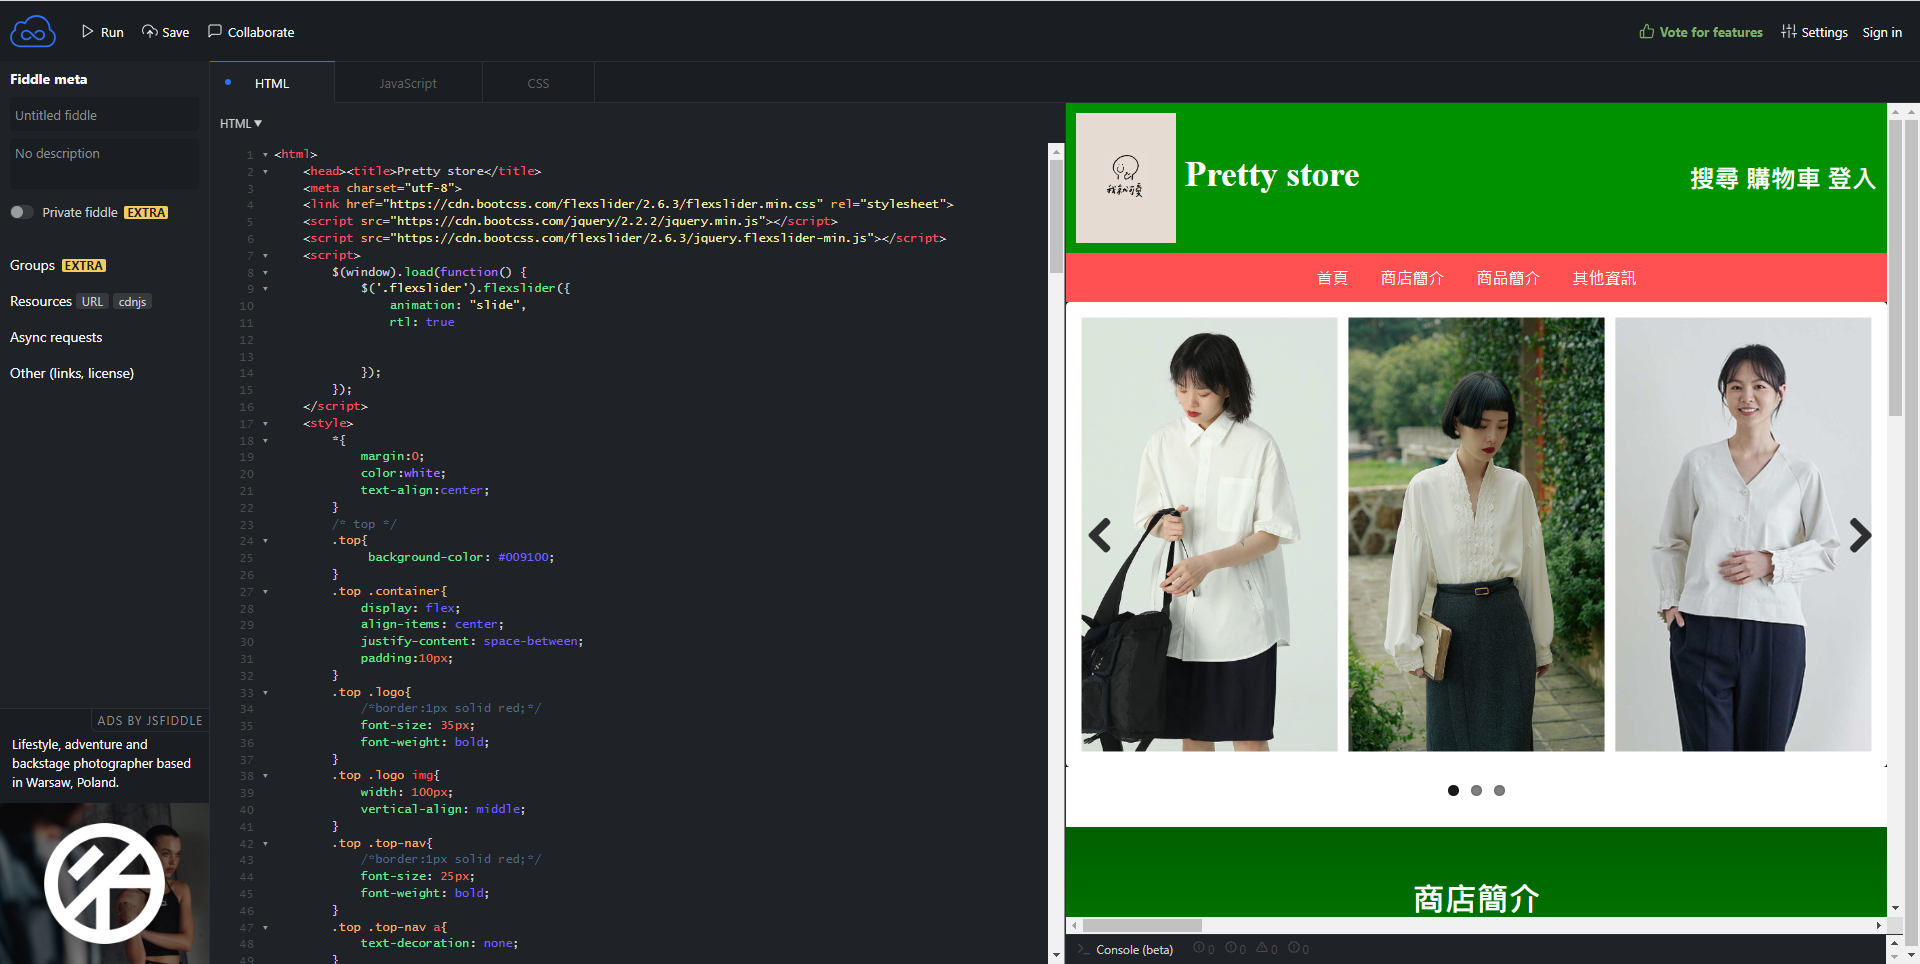 Run
Save
Collaborate
Vote for features
Settings
Sign in
Fiddle meta
Untitled fiddle
No description
Private fiddle EXTRA
Groups EXTRA
Resources URL cdnjs
Async requests
Other (links, license)
ADS BY JSFIDDLE
Lifestyle, adventure and
backstage photographer based
in Warsaw, Poland.
HTML
JavaScript
CSS
HTML ▼
1 <html>
2 <head><title>Pretty store</title>
3 <meta charset="utf-8">
4 <link href="https://cdn.bootcss.com/flexslider/2.6.3/flexslider.min.css" rel="stylesheet">
5 <script src="https://cdn.bootcss.com/jquery/2.2.2/jquery.min.js"></script>
6 <script src="https://cdn.bootcss.com/flexslider/2.6.3/jquery.flexslider-min.js"></script>
7 <script>
8 $(window).load(function() {
9 $('.flexslider').flexslider({
10 animation: "slide",
11 rtl: true
12
13
14 });
15 });
16 </script>
17 <style>
18 *{
19 margin:0;
20 color:white;
21 text-align:center;
22 }
23 /* top */
24 .top{
25 background-color: #009100;
26 }
27 .top .container{
28 display: flex;
29 align-items: center;
30 justify-content: space-between;
31 padding:10px;
32 }
33 .top .logo{
34 /*border:1px solid red;*/
35 font-size: 35px;
36 font-weight: bold;
37 }
38 .top .logo img{
39 width: 100px;
40 vertical-align: middle;
41 }
42 .top .top-nav{
43 /*border:1px solid red;*/
44 font-size: 25px;
45 font-weight: bold;
46 }
47 .top .top-nav a{
48 text-decoration: none;
49 }
Pretty store
搜尋 購物車 登入
首頁 商店簡介 商品簡介 其他資訊
商店簡介
Console (beta)
0 0 0 0